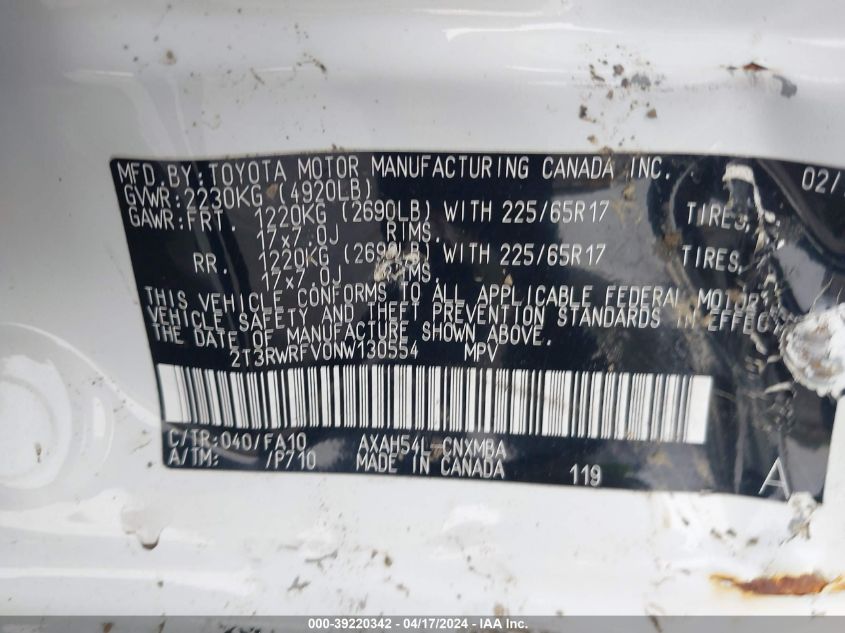 MFD. BY: TOYOTA MOTOR MANUFACTURING CANADA INC. 02/
GVWR: 2230KG (4920LB)
GAWR: FRT. 1220KG (2690LB) WITH 225/65R17 TIRES,
17x7.0J RIMS.
RR. 1220KG (2690LB) WITH 225/65R17 TIRES,
17x7.0J RIMS.
THIS VEHICLE CONFORMS TO ALL APPLICABLE FEDERAL MOTOR
VEHICLE SAFETY AND THEFT PREVENTION STANDARDS IN EFFECT
THE DATE OF MANUFACTURE SHOWN ABOVE.
2T3RWRFV0NW130554 MPV
C/TR: 040/FA10 AXAH54L-CNXMBA
A/TM: /P710 MADE IN CANADA 119 A
000-39220342 - 04/17/2024 - IAA Inc.